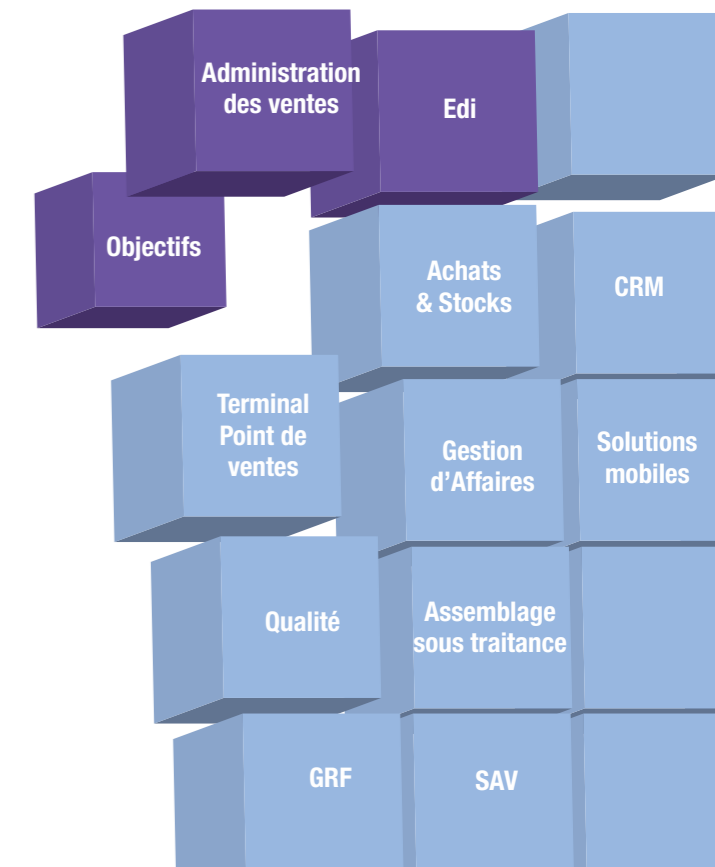 Administration
des ventes
Edi
Objectifs
Achats
& Stocks
CRM
Terminal
Point de
ventes
Gestion
d’Affaires
Solutions
mobiles
Qualité
Assemblage
sous traitance
GRF
SAV